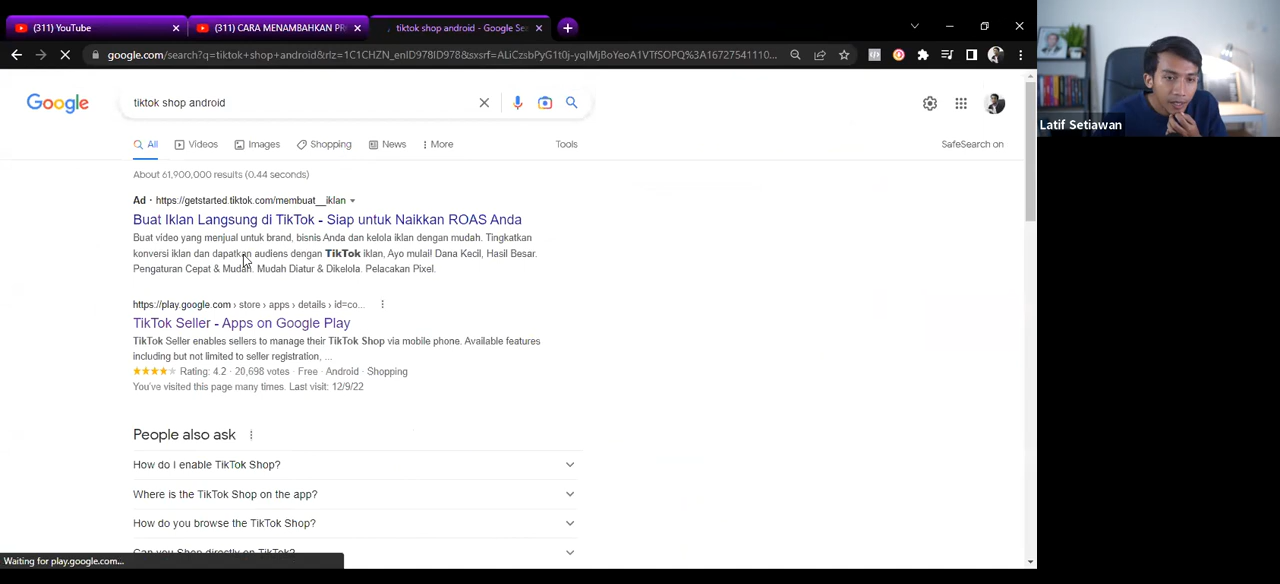 (311) YouTube
(311) CARA MENAMBAHKAN PR
tiktok shop android - Google Se
google.com/search?q=tiktok+shop+android&rlz=1C1CHZN_enID978ID978&sxsrf=ALiCzsbPyG1t0j-yqIMjBoYeoA1VTfSOPQ%3A16727541110...
Google
tiktok shop android
All
Videos
Images
Shopping
News
More
Tools
SafeSearch on
About 61,900,000 results (0.44 seconds)
Ad · https://getstarted.tiktok.com/membuat__iklan
Buat Iklan Langsung di TikTok - Siap untuk Naikkan ROAS Anda
Buat video yang menjual untuk brand, bisnis Anda dan kelola iklan dengan mudah. Tingkatkan
konversi iklan dan dapatkan audiens dengan TikTok iklan, Ayo mulai! Dana Kecil, Hasil Besar.
Pengaturan Cepat & Mudah. Mudah Diatur & Dikelola. Pelacakan Pixel.
https://play.google.com › store › apps › details › id=co...
TikTok Seller - Apps on Google Play
TikTok Seller enables sellers to manage their TikTok Shop via mobile phone. Available features
including but not limited to seller registration, ...
Rating: 4.2 · 20,698 votes · Free · Android · Shopping
You've visited this page many times. Last visit: 12/9/22
People also ask
How do I enable TikTok Shop?
Where is the TikTok Shop on the app?
How do you browse the TikTok Shop?
Can you Shop directly on TikTok?
Waiting for play.google.com...
Latif Setiawan